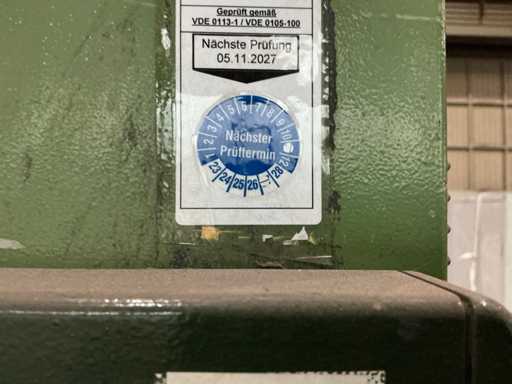 Geprüft gemäß
VDE 0113-1 / VDE 0105-100
Nächste Prüfung
05.11.2027
1 2 3 4 5 6 7 8 9 10 12
Nächster
Prüftermin
23 24 25 26 28